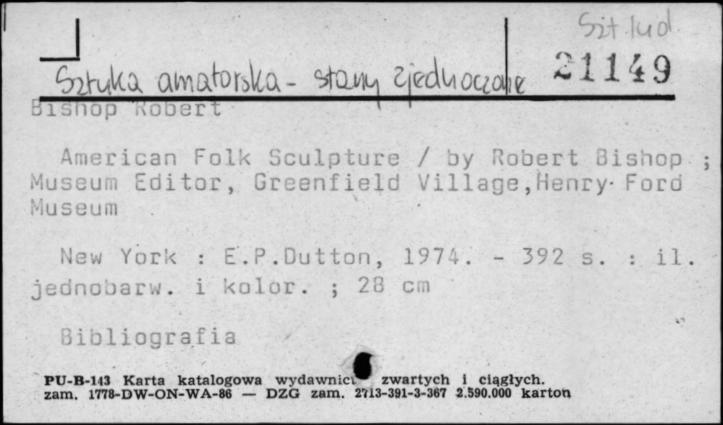 Szt lud
21149
Sztuka amatorska - stany zjednoczone
Bishop Robert
American Folk Sculpture / by Robert Bishop ;
Museum Editor, Greenfield Village,Henry Ford
Museum
New York : E.P.Dutton, 1974. - 392 s. : il.
jednobarw. i kolor. ; 28 cm
Bibliografia
PU-B-143 Karta katalogowa wydawnict zwartych i ciągłych.
zam. 1778-DW-ON-WA-86 — DZG zam. 2713-391-3-367 2.590.000 karton